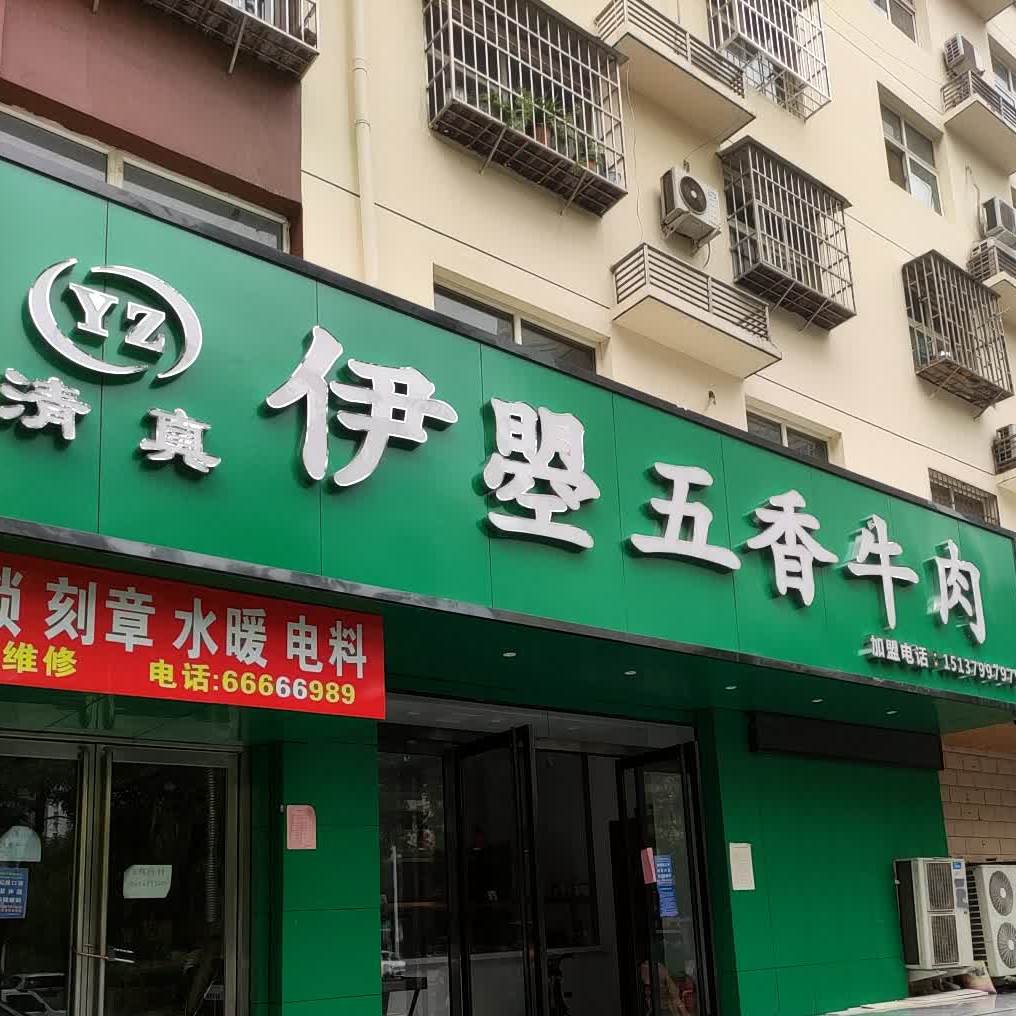 YZ
清真
伊曌五香牛肉
加盟电话：1513799797
锁 刻章 水暖 电料
维修 电话:66666989